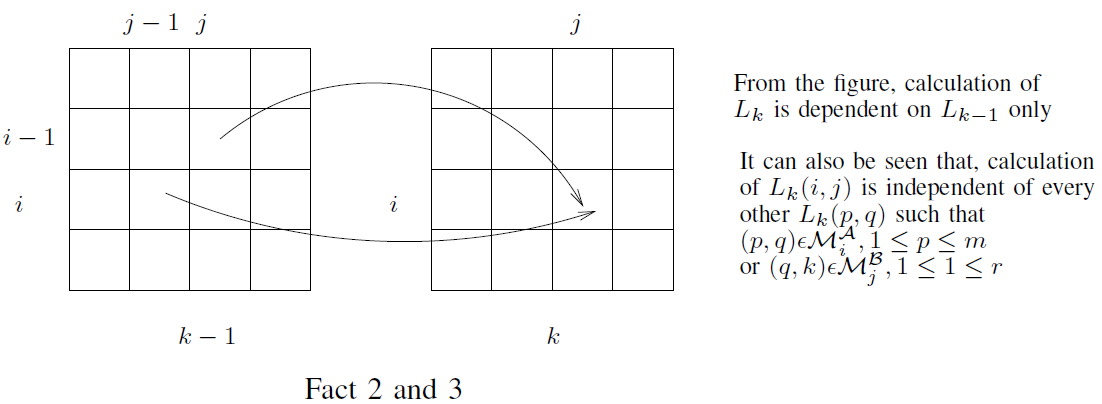 j − 1 j
j
i − 1
i
i
k − 1
k
Fact 2 and 3
From the figure, calculation of
L_k is dependent on L_{k−1} only
It can also be seen that, calculation
of L_k(i, j) is independent of every
other L_k(p, q) such that
(p, q)ϵℳ_i^𝒜, 1 ≤ p ≤ m
or (q, k)ϵℳ_j^ℬ, 1 ≤ 1 ≤ r